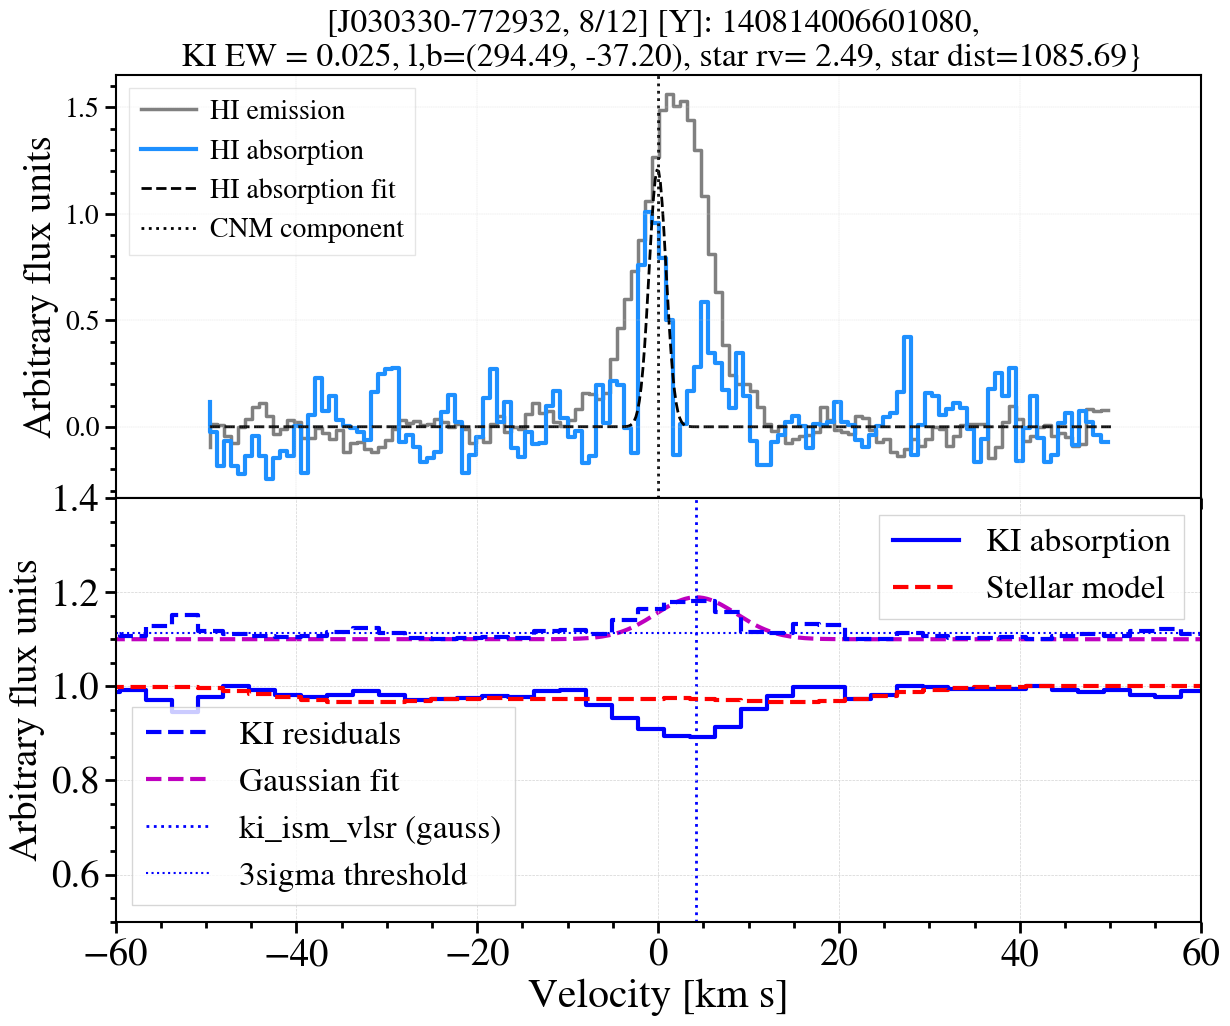 [J030330-772932, 8/12] [Y]: 140814006601080,
KI EW = 0.025, l,b=(294.49, -37.20), star rv= 2.49, star dist=1085.69}
HI emission
HI absorption
HI absorption fit
CNM component
Arbitrary flux units
1.5
1.0
0.5
0.0
KI absorption
Stellar model
KI residuals
Gaussian fit
ki_ism_vlsr (gauss)
3sigma threshold
Arbitrary flux units
1.4
1.2
1.0
0.8
0.6
−60 −40 −20 0 20 40 60
Velocity [km s]